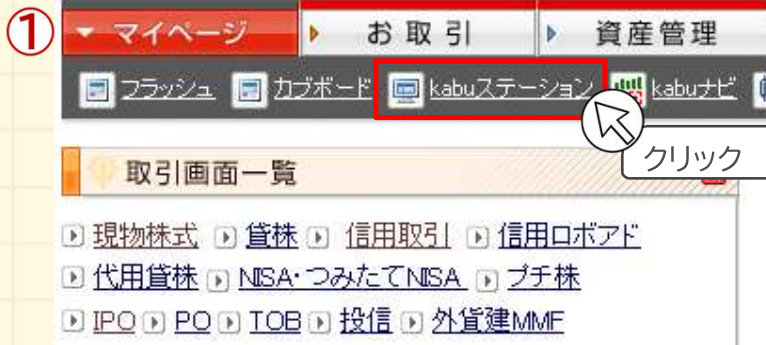 ① マイページ お取引 資産管理
フラッシュ カブボード kabuステーション kabuナビ
クリック
取引画面一覧
現物株式 貸株 信用取引 信用ロボアド
代用貸株 NISA・つみたてNISA プチ株
IPO PO TOB 投信 外貨建MMF